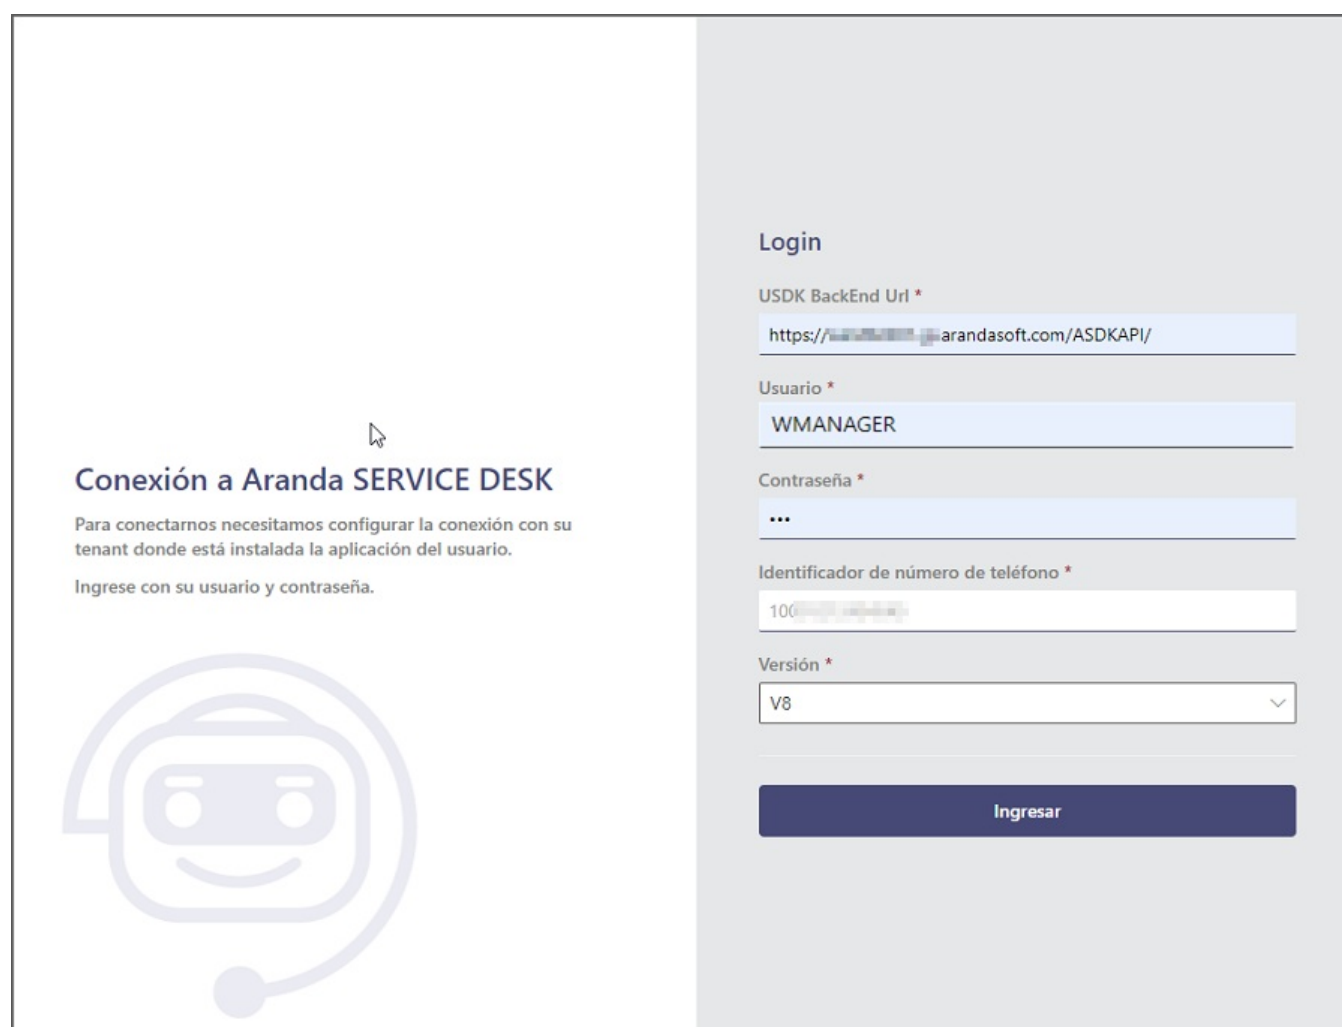 Conexión a Aranda SERVICE DESK
Para conectarnos necesitamos configurar la conexión con su
tenant donde está instalada la aplicación del usuario.
Ingrese con su usuario y contraseña.
Login
USDK BackEnd Url *
https:// arandasoft.com/ASDKAPI/
Usuario *
WMANAGER
Contraseña *
•••
Identificador de número de teléfono *
100
Versión *
V8
Ingresar